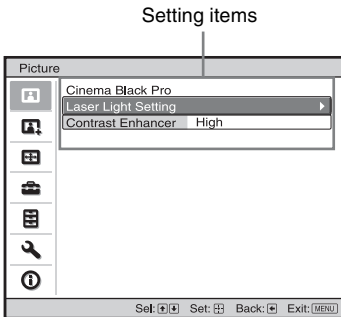 Setting items
Picture
Cinema Black Pro
Laser Light Setting
Contrast Enhancer High
Sel: Set: Back: Exit: MENU